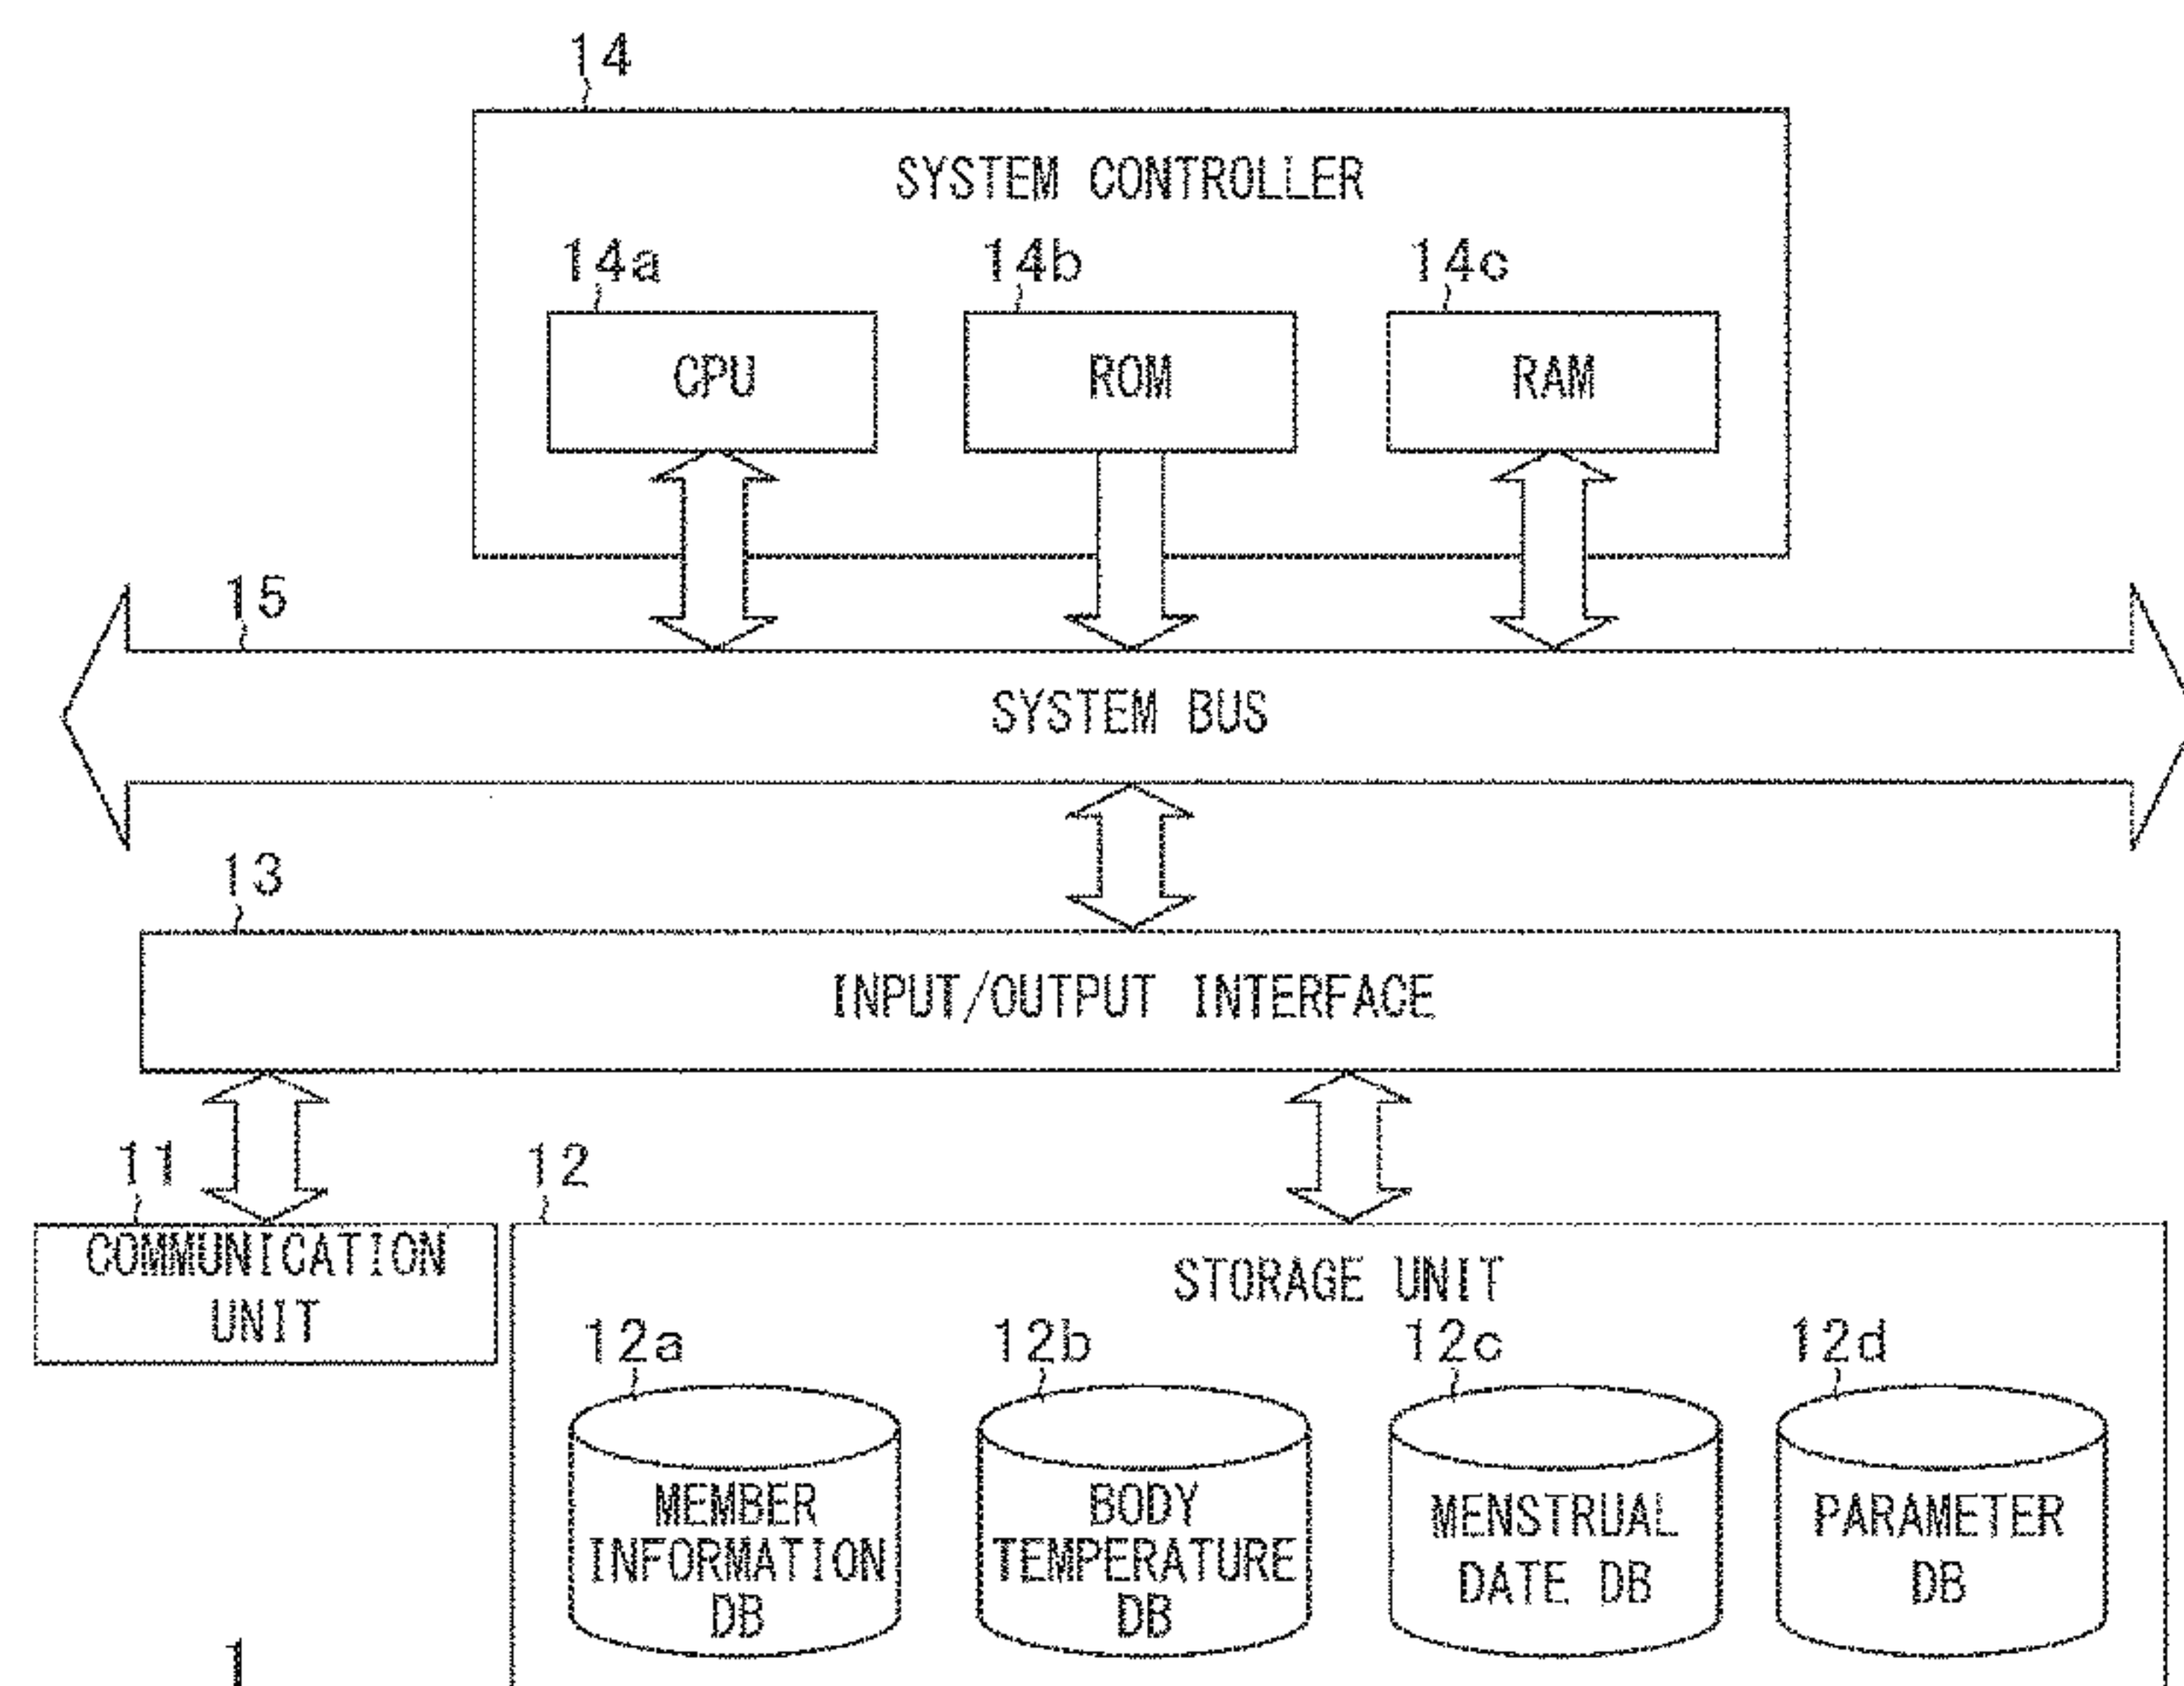 14
SYSTEM CONTROLLER
14a
14b
14c
CPU
ROM
RAM
15
SYSTEM BUS
13
INPUT/OUTPUT INTERFACE
11
12
COMMUNICATION
UNIT
STORAGE UNIT
12a
12b
12c
12d
MEMBER
INFORMATION
DB
BODY
TEMPERATURE
DB
MENSTRUAL
DATE DB
PARAMETER
DB
1